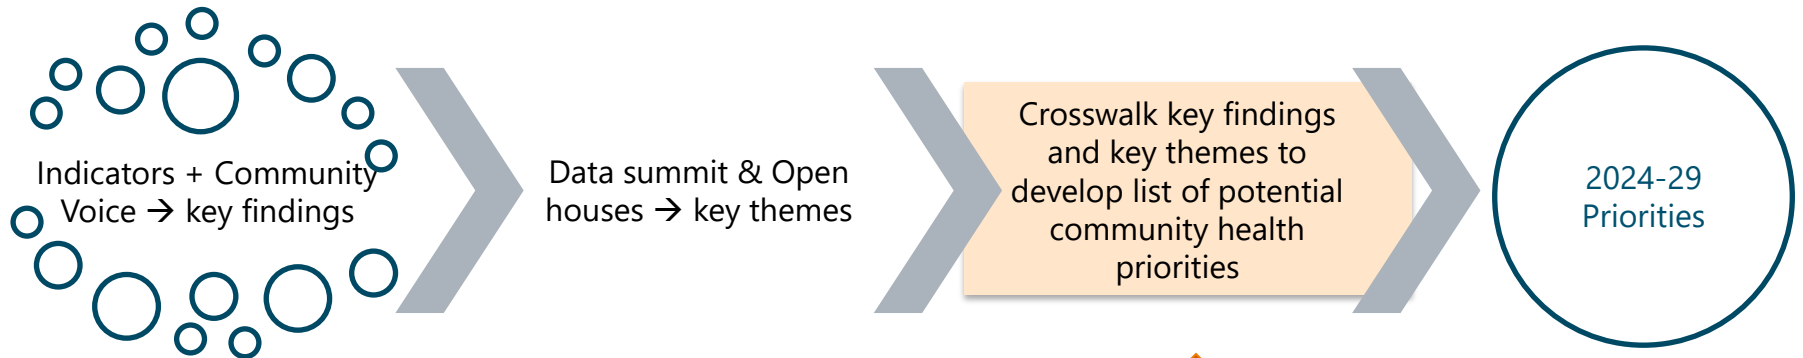 Indicators + Community
Voice → key findings
Data summit & Open
houses → key themes
Crosswalk key findings
and key themes to
develop list of potential
community health
priorities
2024-29
Priorities